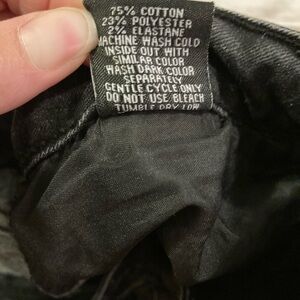 75% COTTON
23% POLYESTER
2% ELASTANE
MACHINE WASH COLD
INSIDE OUT WITH
SIMILAR COLOR
WASH DARK COLOR
SEPARATELY
GENTLE CYCLE ONLY
DO NOT USE BLEACH
TUMBLE DRY LOW